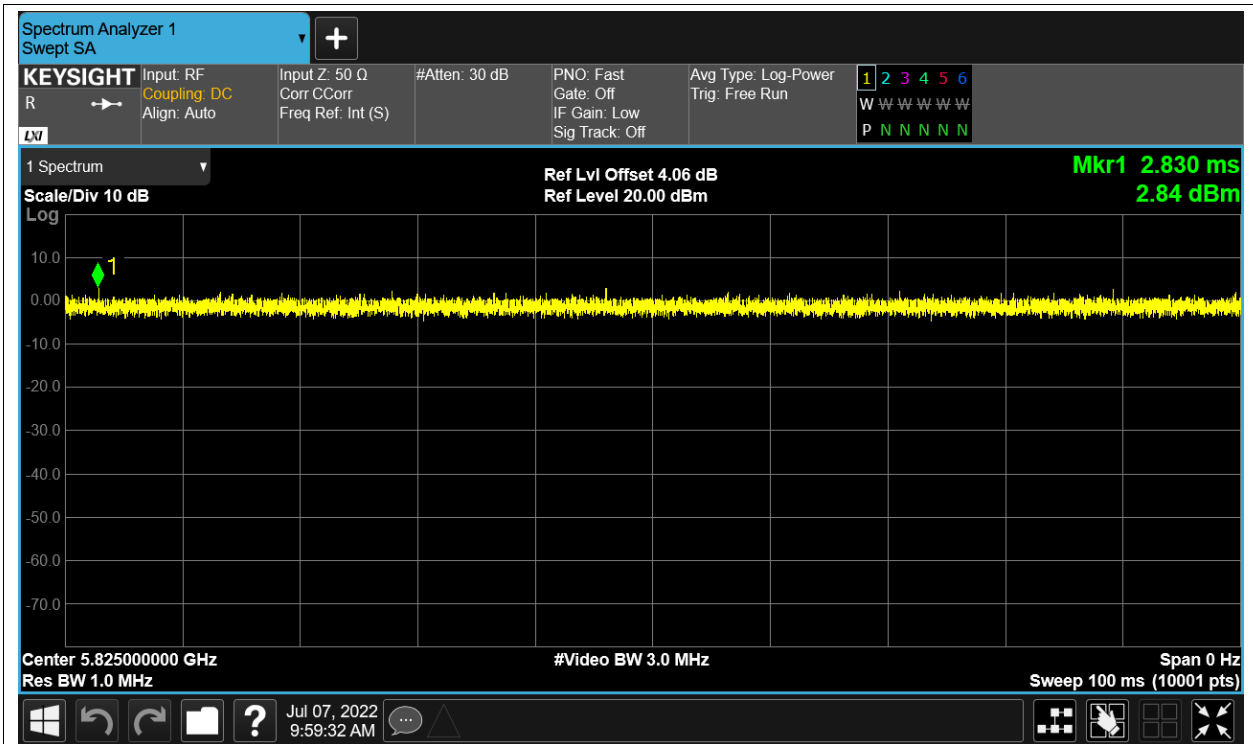 Spectrum Analyzer 1
Swept SA
KEYSIGHT
R
LXI
Input: RF
Coupling: DC
Align: Auto
Input Z: 50 Ω
Corr CCorr
Freq Ref: Int (S)
#Atten: 30 dB
PNO: Fast
Gate: Off
IF Gain: Low
Sig Track: Off
Avg Type: Log-Power
Trig: Free Run
1 2 3 4 5 6
W W W W W W
P N N N N N
1 Spectrum
Scale/Div 10 dB
Log
Ref Lvl Offset 4.06 dB
Ref Level 20.00 dBm
Mkr1 2.830 ms
2.84 dBm
1
10.0
0.00
-10.0
-20.0
-30.0
-40.0
-50.0
-60.0
-70.0
Center 5.825000000 GHz
Res BW 1.0 MHz
#Video BW 3.0 MHz
Span 0 Hz
Sweep 100 ms (10001 pts)
?
Jul 07, 2022
9:59:32 AM